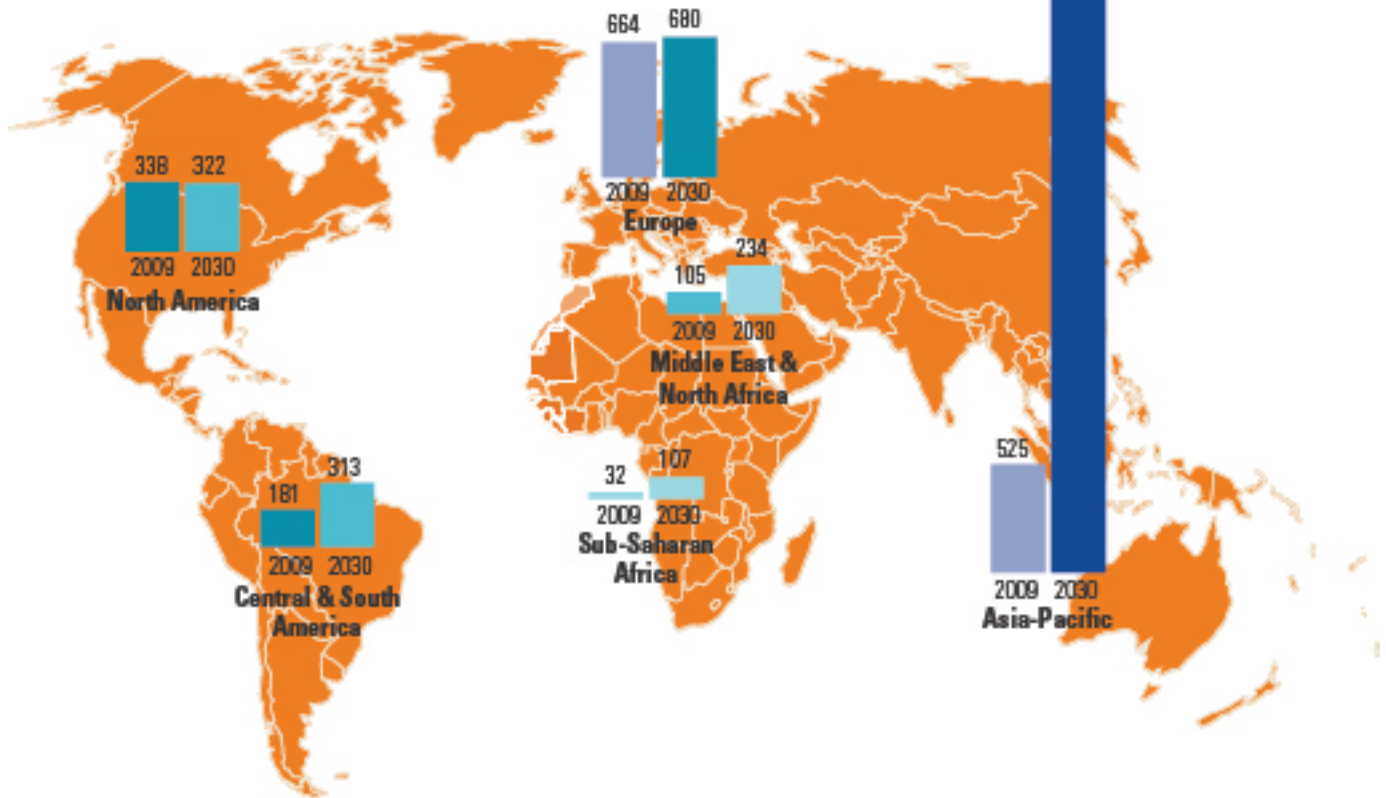 664 680
2009 2030
Europe
338 322
2009 2030
North America
105 234
2009 2030
Middle East &
North Africa
181 313
2009 2030
Central & South
America
32 107
2009 2030
Sub-Saharan
Africa
525
2009 2030
Asia-Pacific